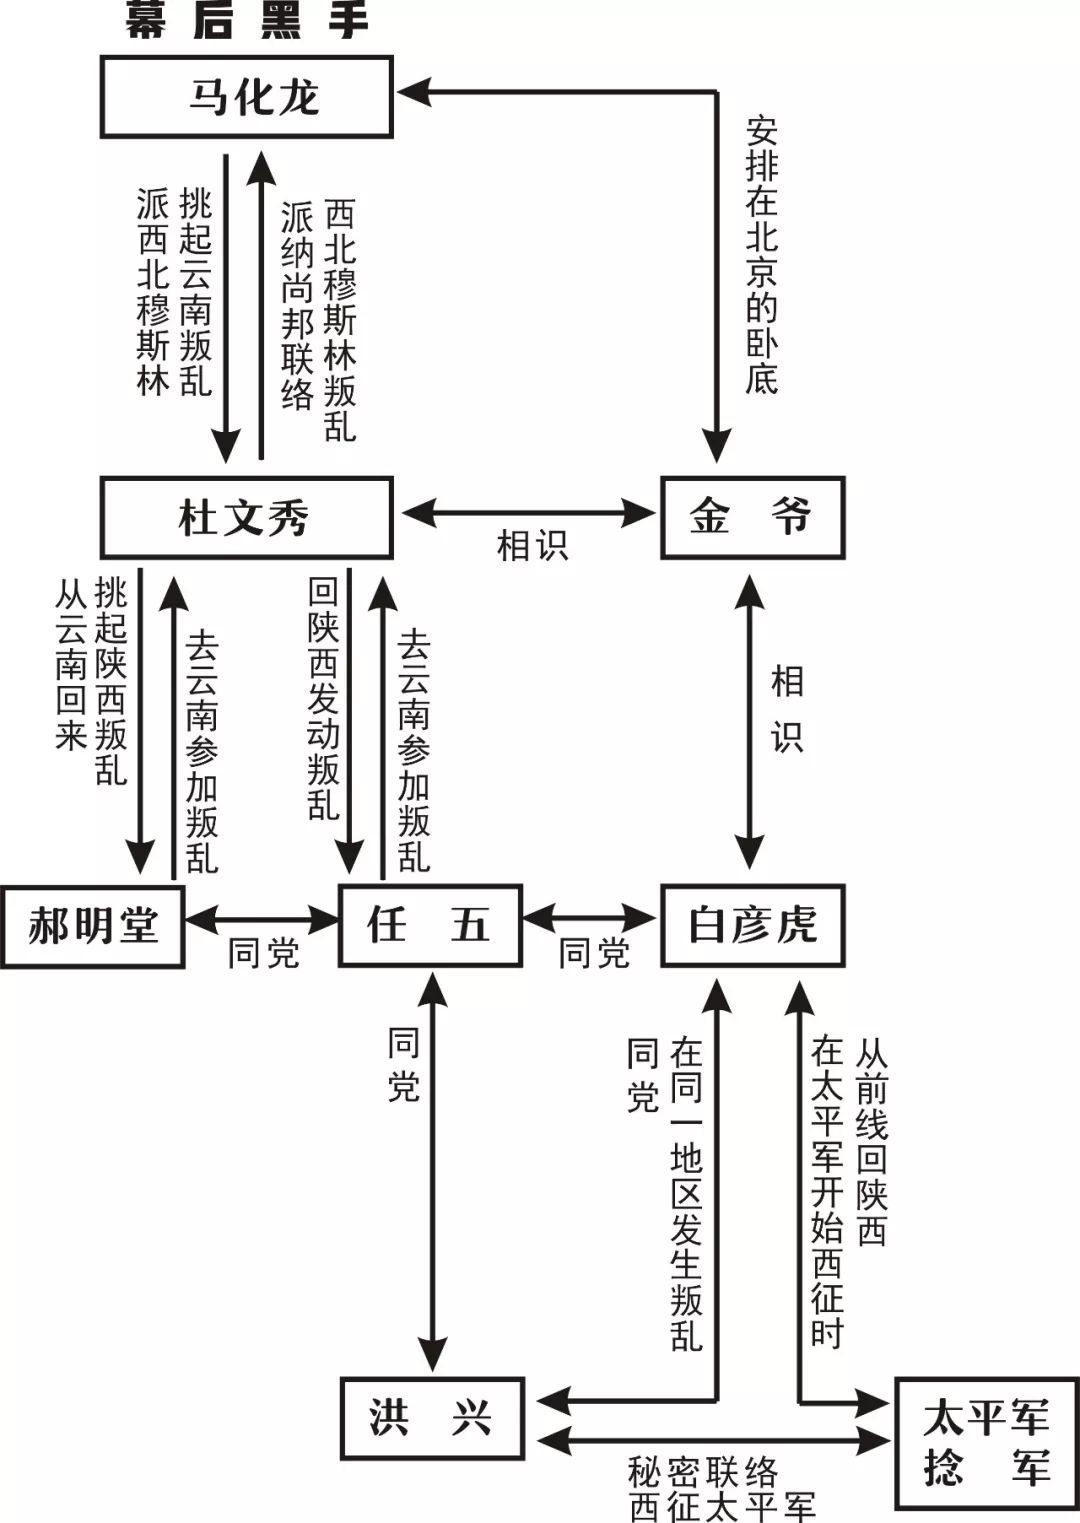 幕后黑手
马化龙
派西北穆斯林
挑起云南叛乱
派纳尚邦联络
西北穆斯林叛乱
安排在北京的卧底
杜文秀
相识
金爷
从云南回来
挑起陕西叛乱
去云南参加叛乱
回陕西发动叛乱
去云南参加叛乱
相识
郝明堂
同党
任五
同党
白彦虎
同党
同党
在同一地区发生叛乱
在太平军开始西征时
从前线回陕西
洪兴
秘密联络
西征太平军
太平军
捻军